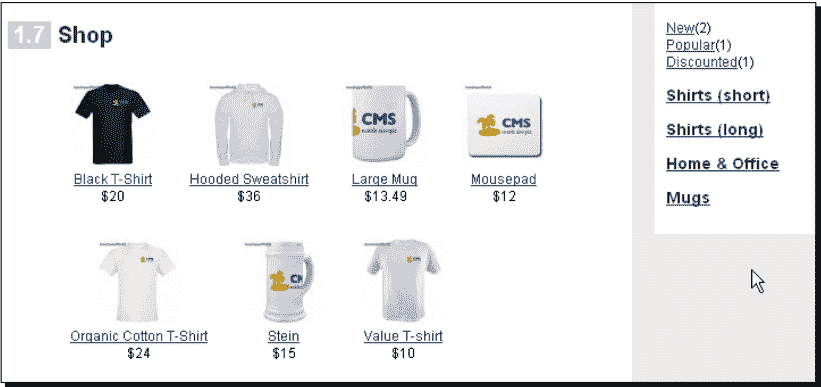 1.7 Shop
Black T-Shirt
$20
Hooded Sweatshirt
$36
CMS
Large Mug
$13.49
CMS
Mousepad
$12
Organic Cotton T-Shirt
$24
CM
Stein
$15
Value T-shirt
$10
New(2)
Popular(1)
Discounted(1)
Shirts (short)
Shirts (long)
Home & Office
Mugs